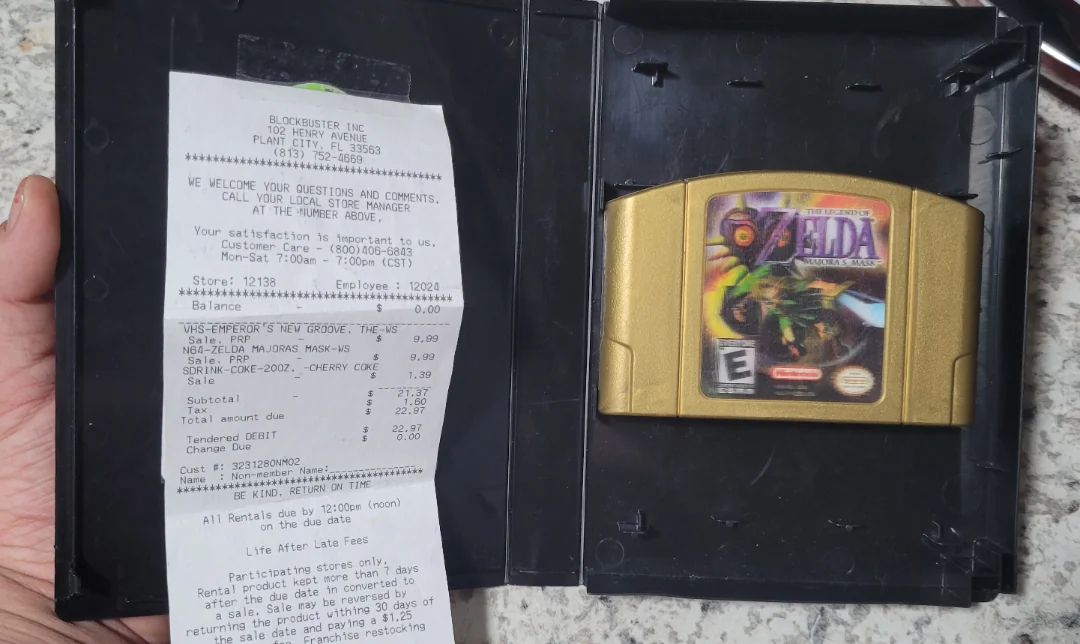 BLOCKBUSTER INC
102 HENRY AVENUE
PLANT CITY, FL 33563
(813) 752-4669
****************************************
WE WELCOME YOUR QUESTIONS AND COMMENTS.
CALL YOUR LOCAL STORE MANAGER
AT THE NUMBER ABOVE.
Your satisfaction is important to us.
Customer Care - (800)406-6843
Mon-Sat 7:00am - 7:00pm (CST)
Store: 12138 Employee : 12024
****************************************
Balance - $ 0.00
VHS-EMPEROR'S NEW GROOVE. THE-WS
Sale. PRP - $ 9.99
N64-ZELDA MAJORAS MASK-WS
Sale. PRP - $ 9.99
SDRINK-COKE-20OZ. -CHERRY COKE
Sale - $ 1.39
Subtotal - $ 21.37
Tax $ 1.60
Total amount due $ 22.97
Tendered DEBIT $ 22.97
Change Due $ 0.00
Cust #: 3231280NM02
Name : Non-member Name:
****************************************
BE KIND. RETURN ON TIME
All Rentals due by 12:00pm (noon)
on the due date
Life After Late Fees
Participating stores only.
Rental product kept more than 7 days
after the due date in converted to
a sale. Sale may be reversed by
returning the product withing 30 days of
the sale date and paying a $1.25
fee. Franchise restocking
THE LEGEND OF
ZELDA
MAJORA'S MASK
EVERYONE
E
Nintendo